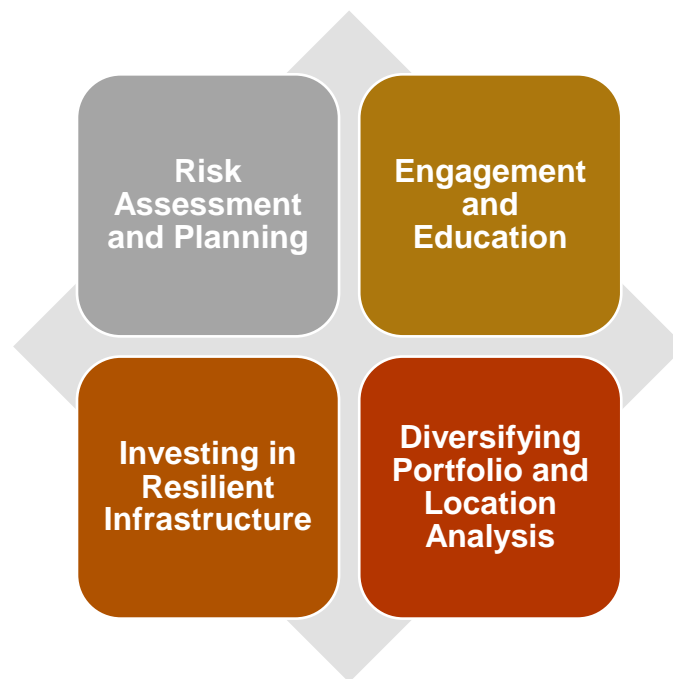 Risk
Assessment
and Planning
Engagement
and
Education
Investing in
Resilient
Infrastructure
Diversifying
Portfolio and
Location
Analysis